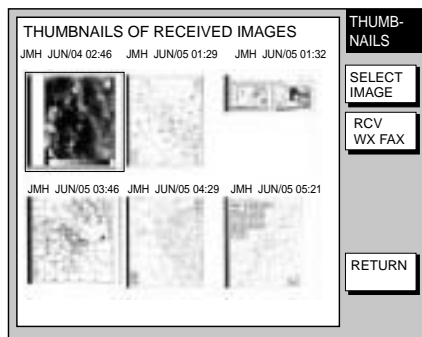 THUMBNAILS OF RECEIVED IMAGES
JMH JUN/04 02:46 JMH JUN/05 01:29 JMH JUN/05 01:32
JMH JUN/05 03:46 JMH JUN/05 04:29 JMH JUN/05 05:21
THUMB-
NAILS
SELECT
IMAGE
RCV
WX FAX
RETURN